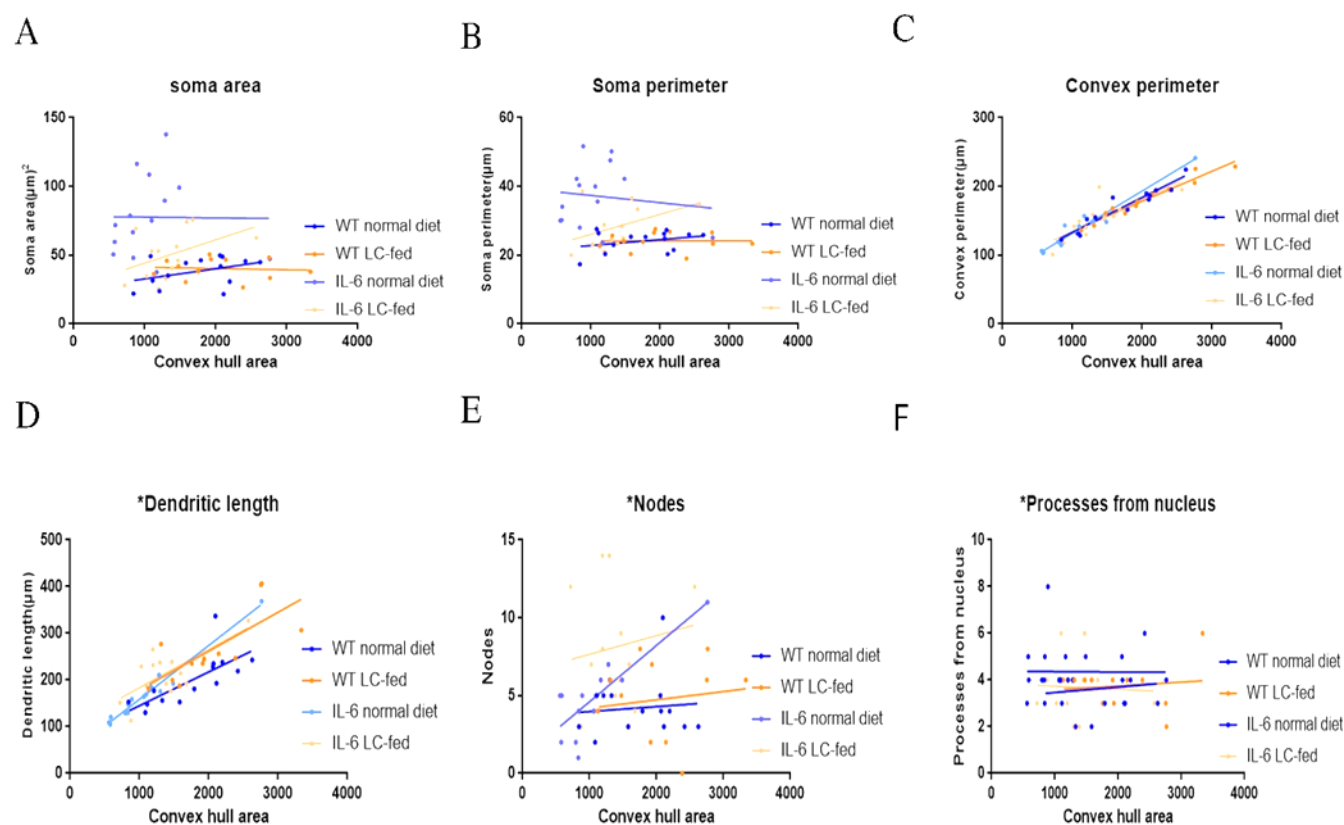 A
soma area
Soma area(μm)²
150
100
50
0
0 1000 2000 3000 4000
Convex hull area
WT normal diet
WT LC-fed
IL-6 normal diet
IL-6 LC-fed
B
Soma perimeter
Soma perimeter(μm)
60
40
20
0
0 1000 2000 3000 4000
Convex hull area
WT normal diet
WT LC-fed
IL-6 normal diet
IL-6 LC-fed
C
Convex perimeter
Convex perimeter(μm)
300
200
100
0
0 1000 2000 3000 4000
Convex hull area
WT normal diet
WT LC-fed
IL-6 normal diet
IL-6 LC-fed
D
*Dendritic length
Dendritic length(μm)
500
400
300
200
100
0
0 1000 2000 3000 4000
Convex hull area
WT normal diet
WT LC-fed
IL-6 normal diet
IL-6 LC-fed
E
*Nodes
Nodes
15
10
5
0
0 1000 2000 3000 4000
Convex hull area
WT normal diet
WT LC-fed
IL-6 normal diet
IL-6 LC-fed
F
*Processes from nucleus
Processes from nucleus
10
8
6
4
2
0
0 1000 2000 3000 4000
Convex hull area
WT normal diet
WT LC-fed
IL-6 normal diet
IL-6 LC-fed